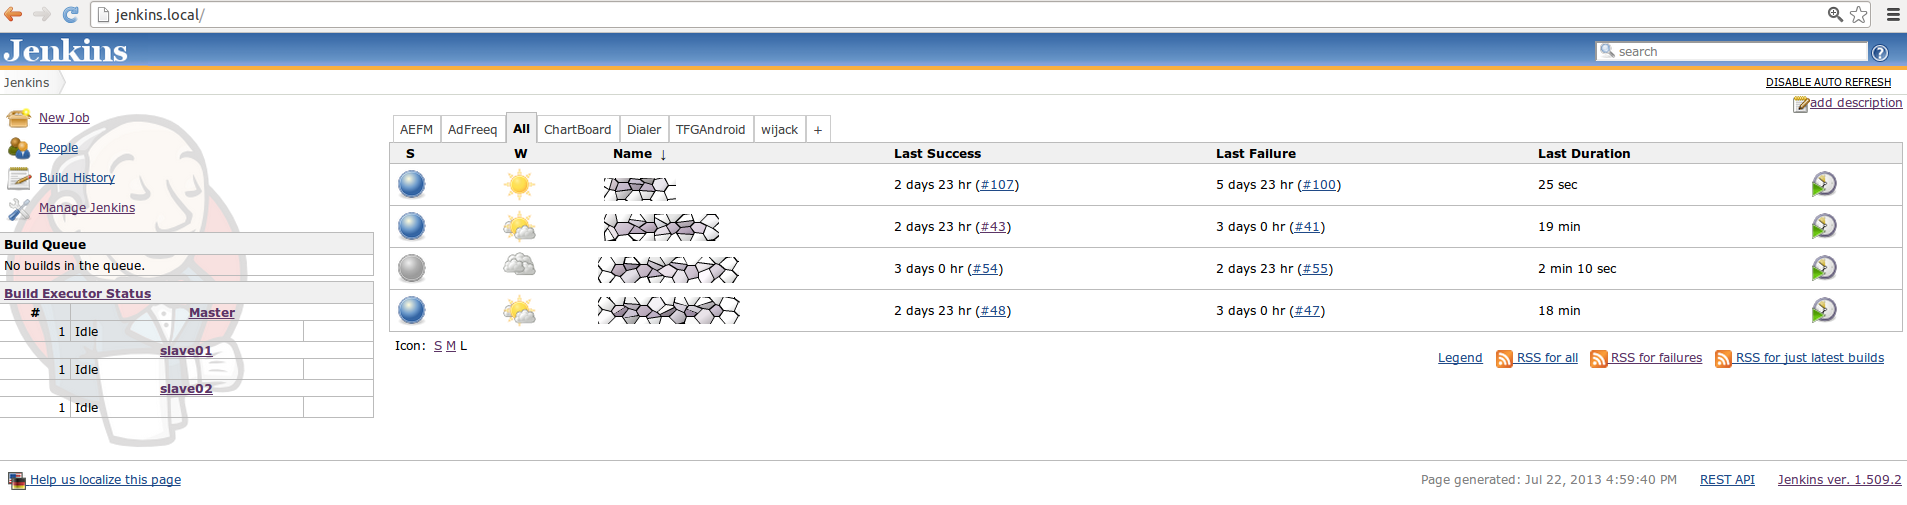 jenkins.local/
Jenkins
search
Jenkins
DISABLE AUTO REFRESH
add description
New Job
People
Build History
Manage Jenkins
Build Queue
No builds in the queue.
Build Executor Status
# Master
1 Idle
slave01
1 Idle
slave02
1 Idle
AEFM AdFreeq All ChartBoard Dialer TFGAndroid wijack +
S W Name ↓ Last Success Last Failure Last Duration
2 days 23 hr (#107) 5 days 23 hr (#100) 25 sec
2 days 23 hr (#43) 3 days 0 hr (#41) 19 min
3 days 0 hr (#54) 2 days 23 hr (#55) 2 min 10 sec
2 days 23 hr (#48) 3 days 0 hr (#47) 18 min
Icon: S M L
Legend RSS for all RSS for failures RSS for just latest builds
Help us localize this page Page generated: Jul 22, 2013 4:59:40 PM REST API Jenkins ver. 1.509.2